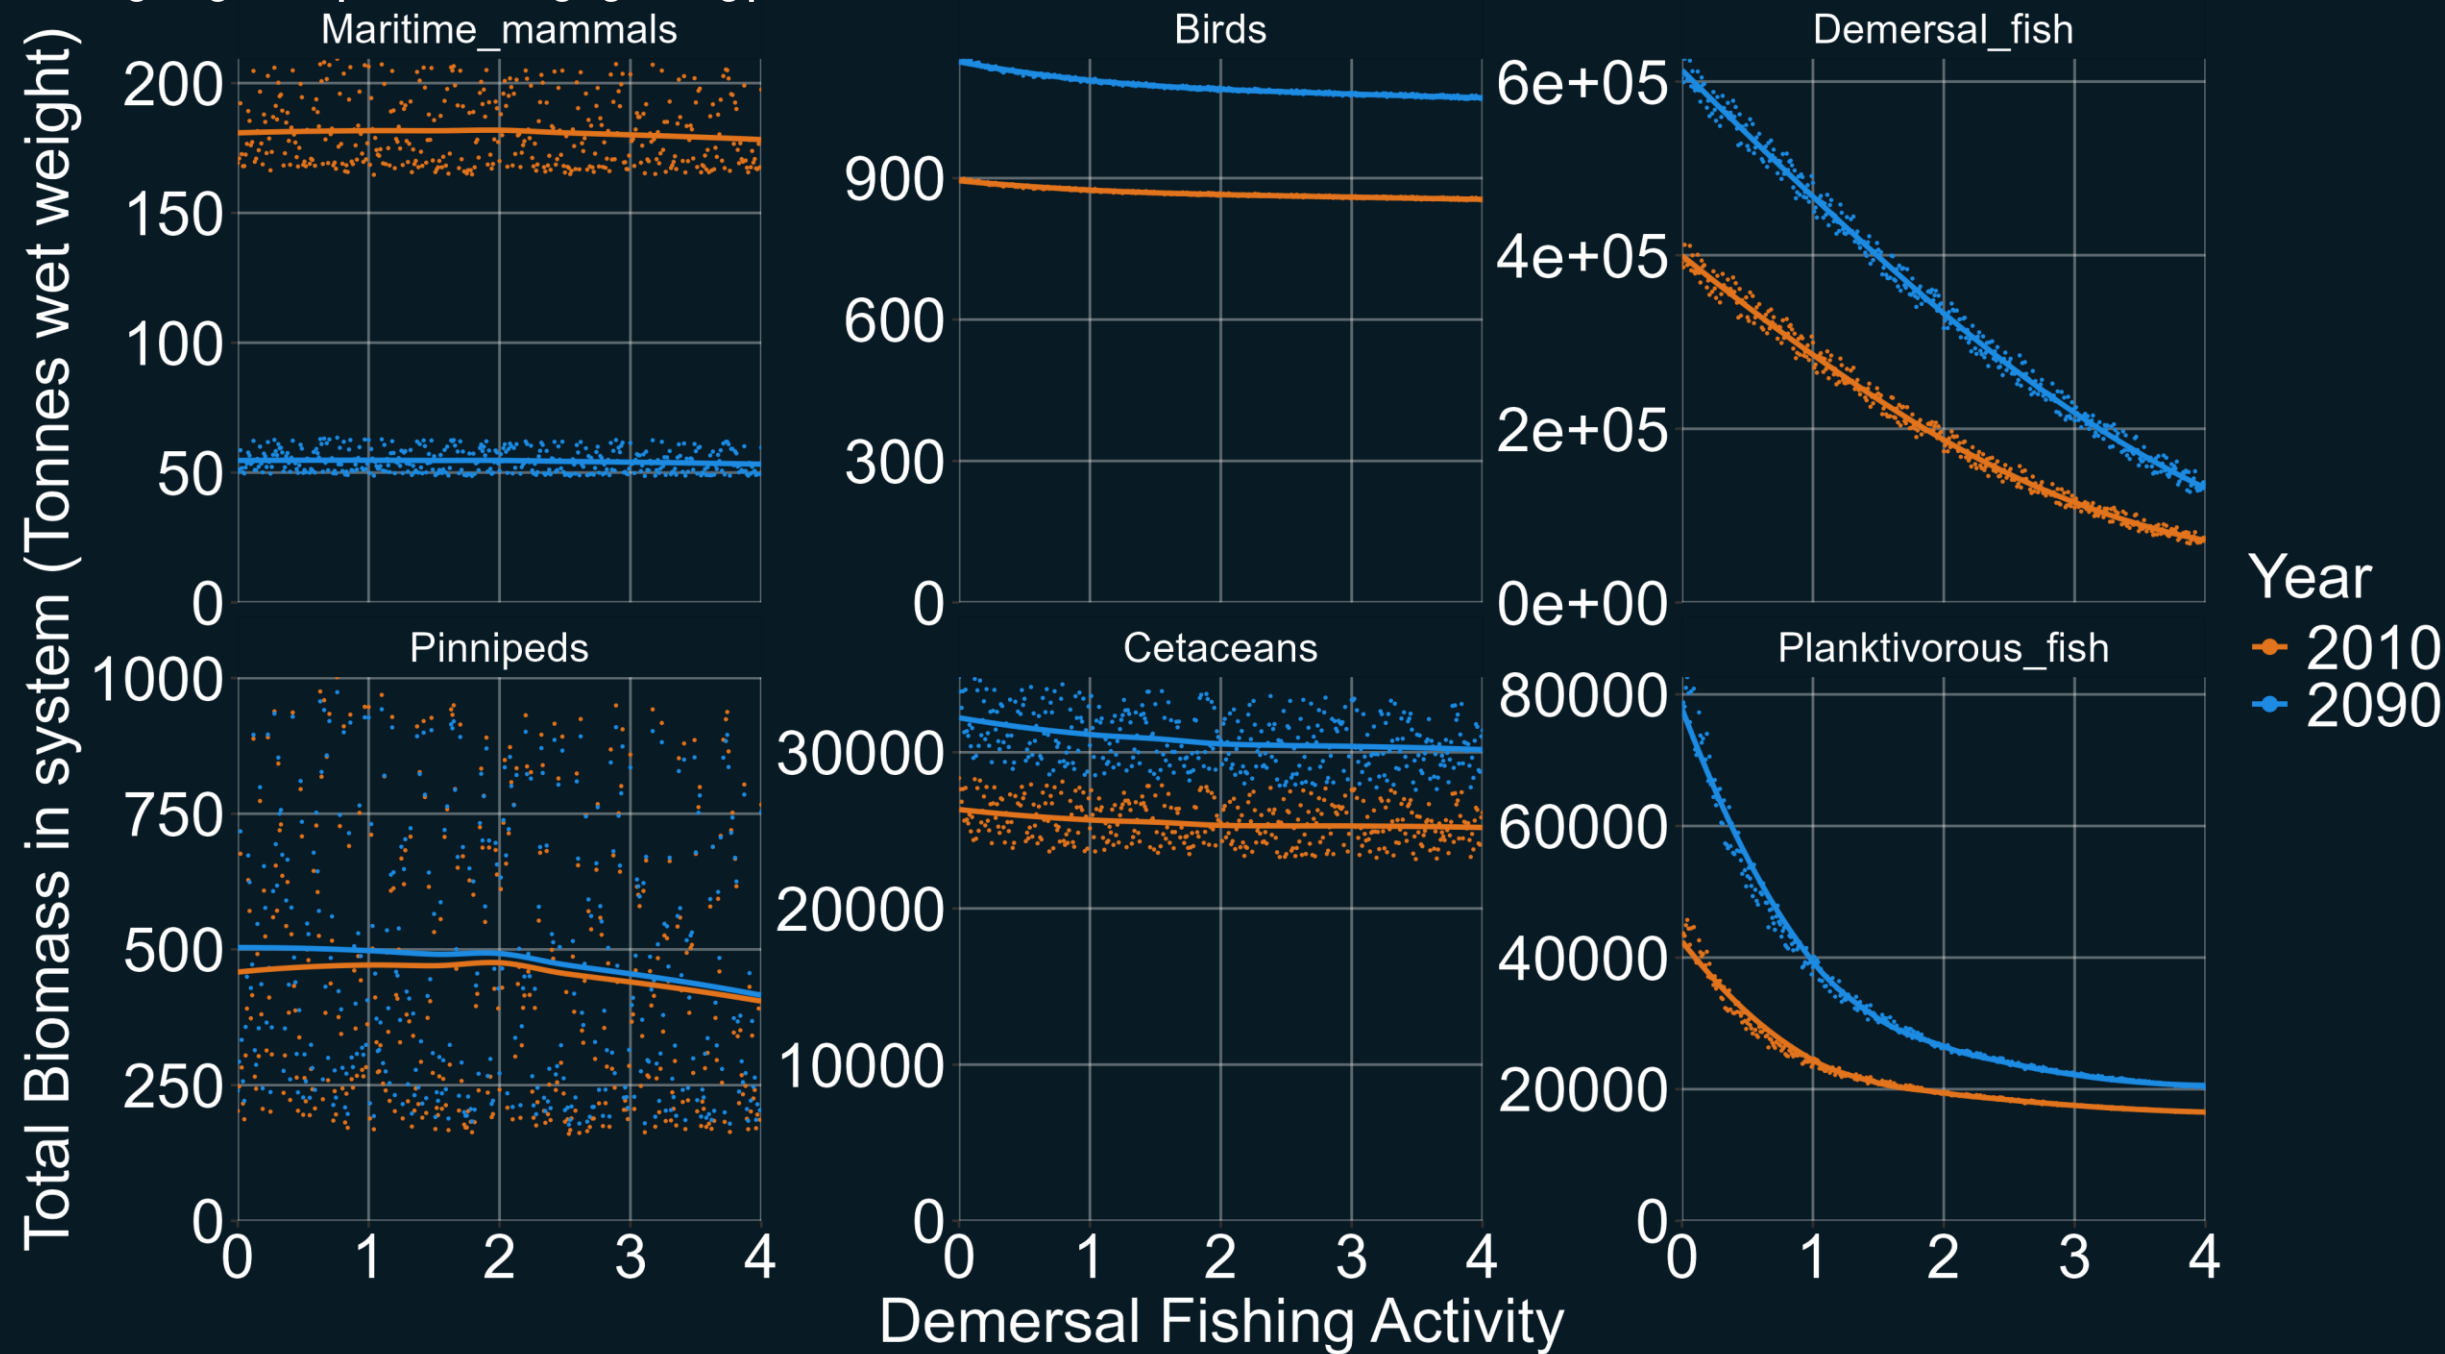 Maritime_mammals
Birds
Demersal_fish
200
150
100
50
0
900
600
300
0
6e+05
4e+05
2e+05
0e+00
Total Biomass in system (Tonnes wet weight)
Pinnipeds
Cetaceans
Planktivorous_fish
1000
750
500
250
0
30000
20000
10000
0
80000
60000
40000
20000
0
0 1 2 3 4
0 1 2 3 4
0 1 2 3 4
Demersal Fishing Activity
Year
2010
2090